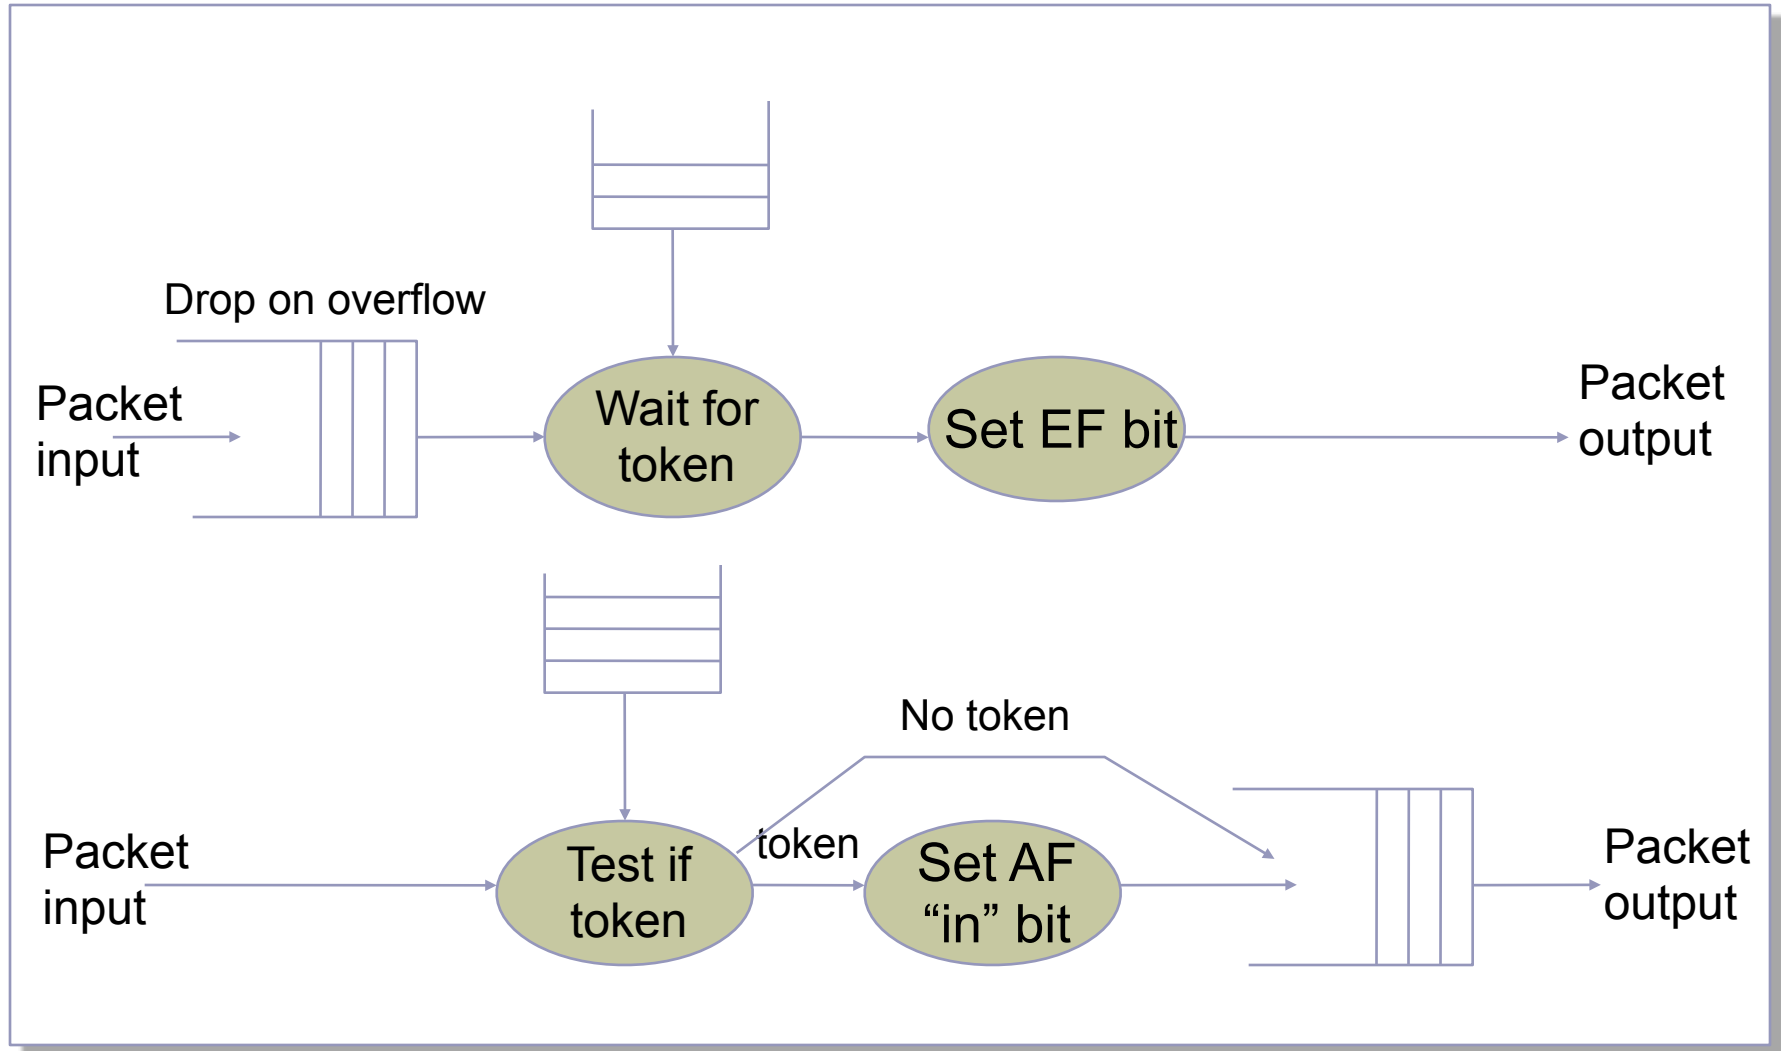 Drop on overflow
Packet
input
Wait for
token
Set EF bit
Packet
output
No token
Packet
input
Test if
token
token
Set AF
“in” bit
Packet
output